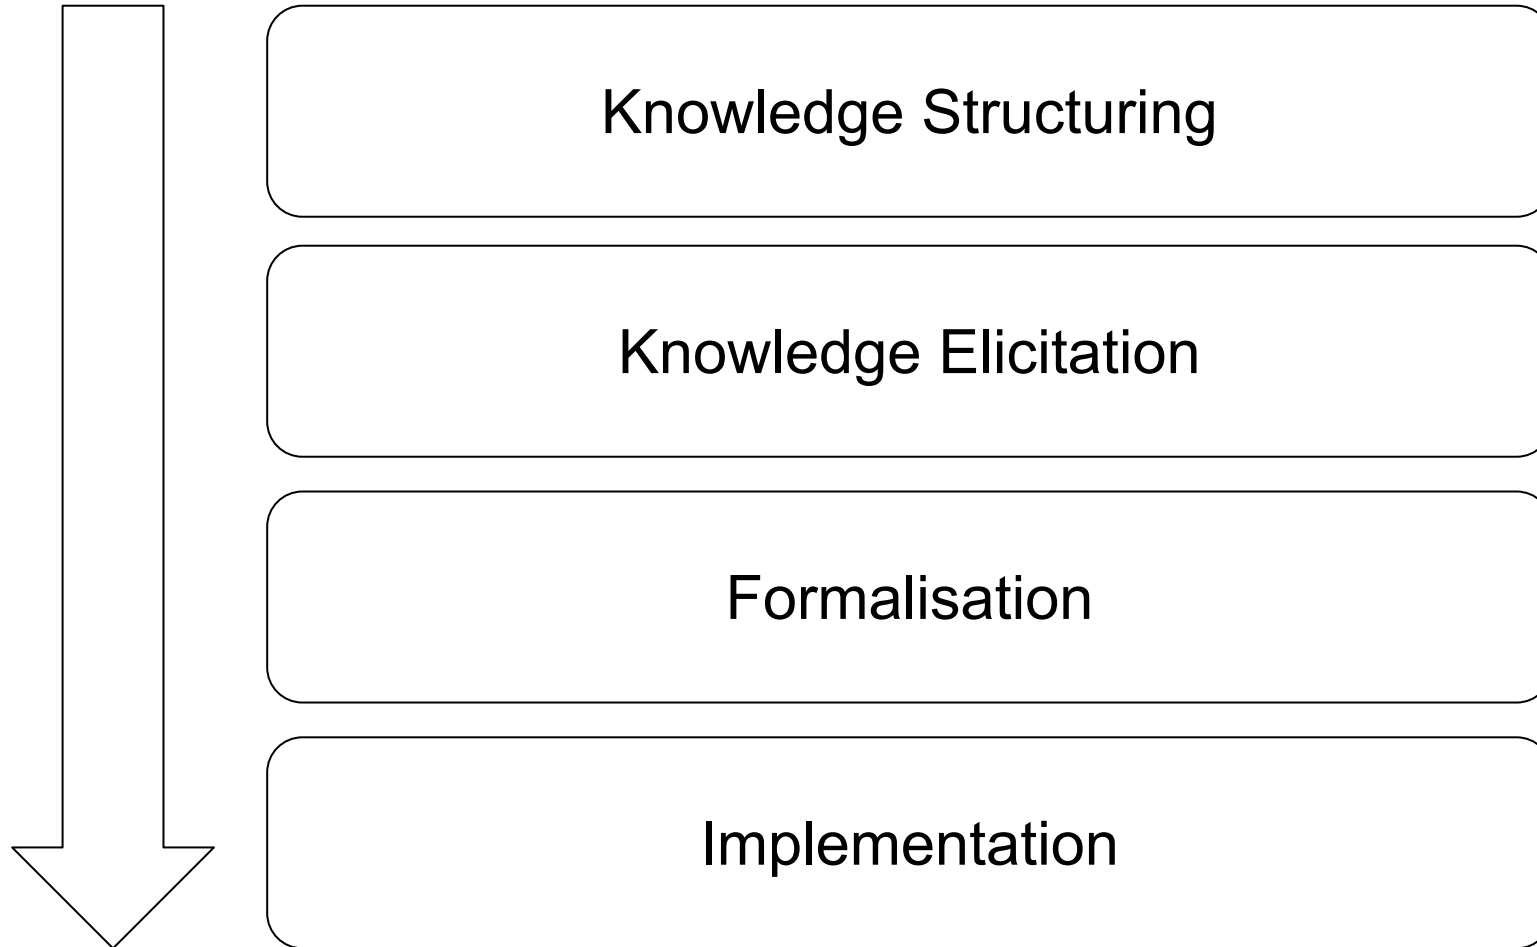 Knowledge Structuring
Knowledge Elicitation
Formalisation
Implementation